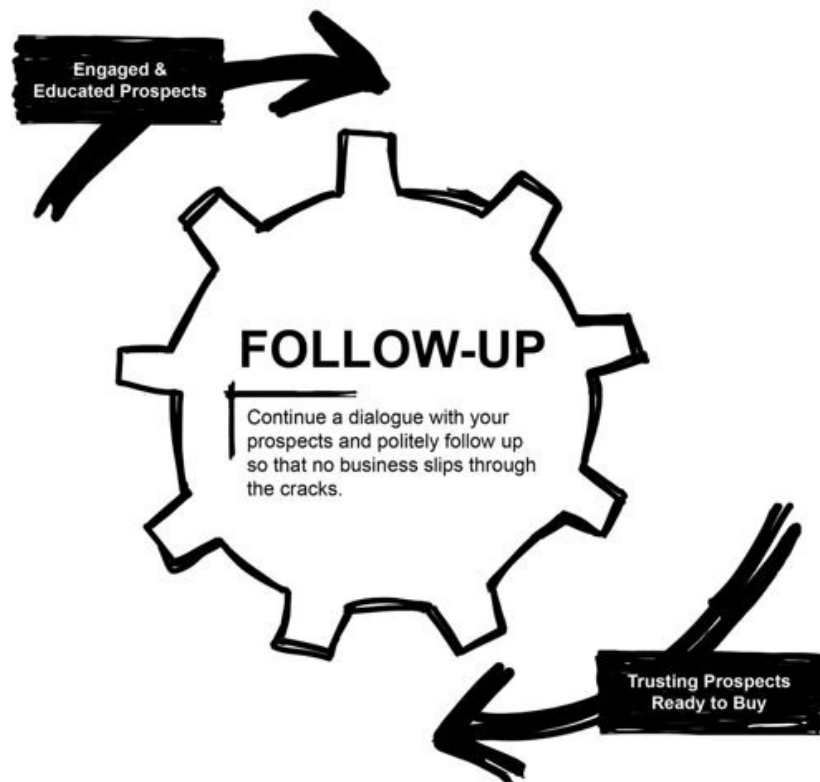 Engaged &
Educated Prospects
FOLLOW-UP
Continue a dialogue with your
prospects and politely follow up
so that no business slips through
the cracks.
Trusting Prospects
Ready to Buy